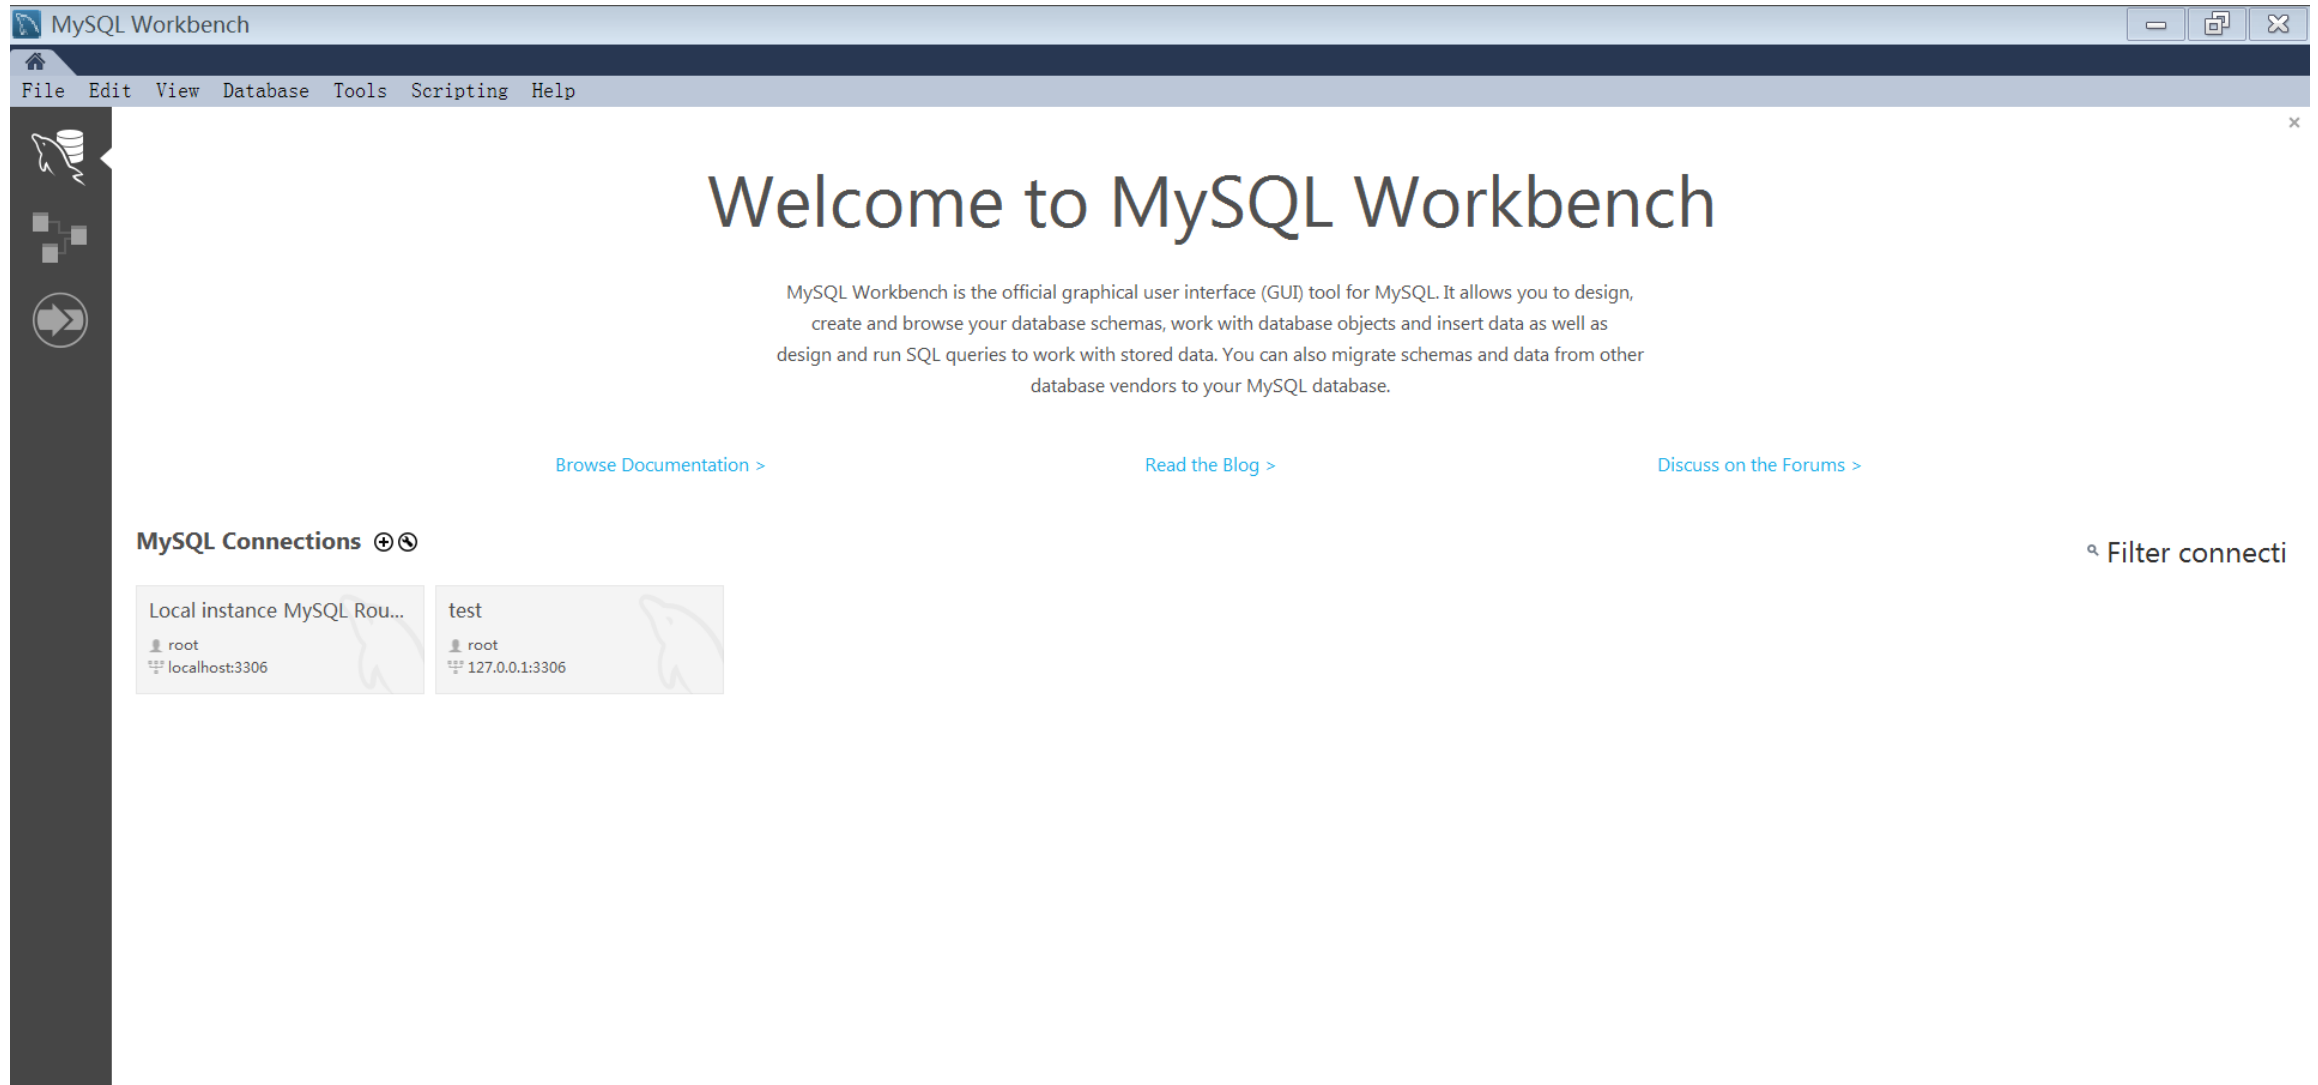 MySQL Workbench
File Edit View Database Tools Scripting Help
Welcome to MySQL Workbench
MySQL Workbench is the official graphical user interface (GUI) tool for MySQL. It allows you to design,
create and browse your database schemas, work with database objects and insert data as well as
design and run SQL queries to work with stored data. You can also migrate schemas and data from other
database vendors to your MySQL database.
Browse Documentation > Read the Blog > Discuss on the Forums >
MySQL Connections
Filter connecti
Local instance MySQL Rou...
root
localhost:3306
test
root
127.0.0.1:3306